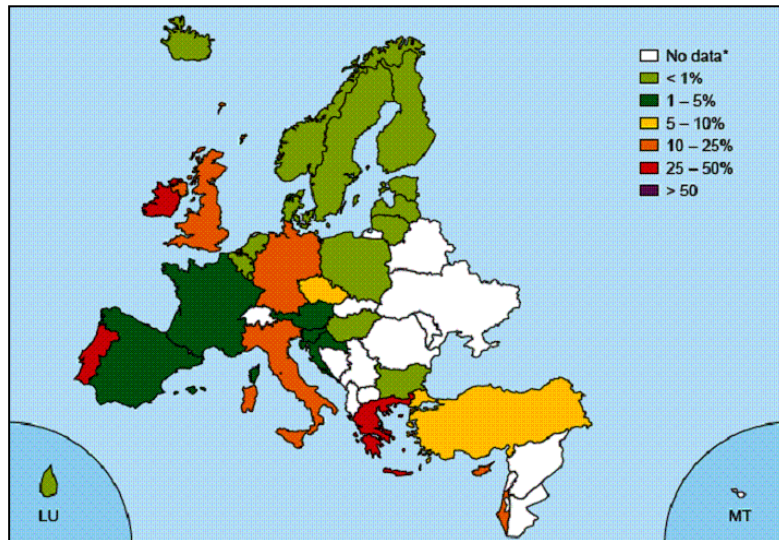 No data*
< 1%
1 – 5%
5 – 10%
10 – 25%
25 – 50%
> 50
LU
MT